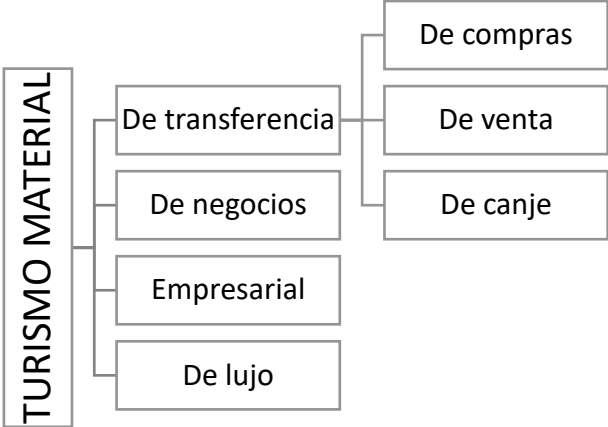 TURISMO MATERIAL
De transferencia
De compras
De venta
De canje
De negocios
Empresarial
De lujo